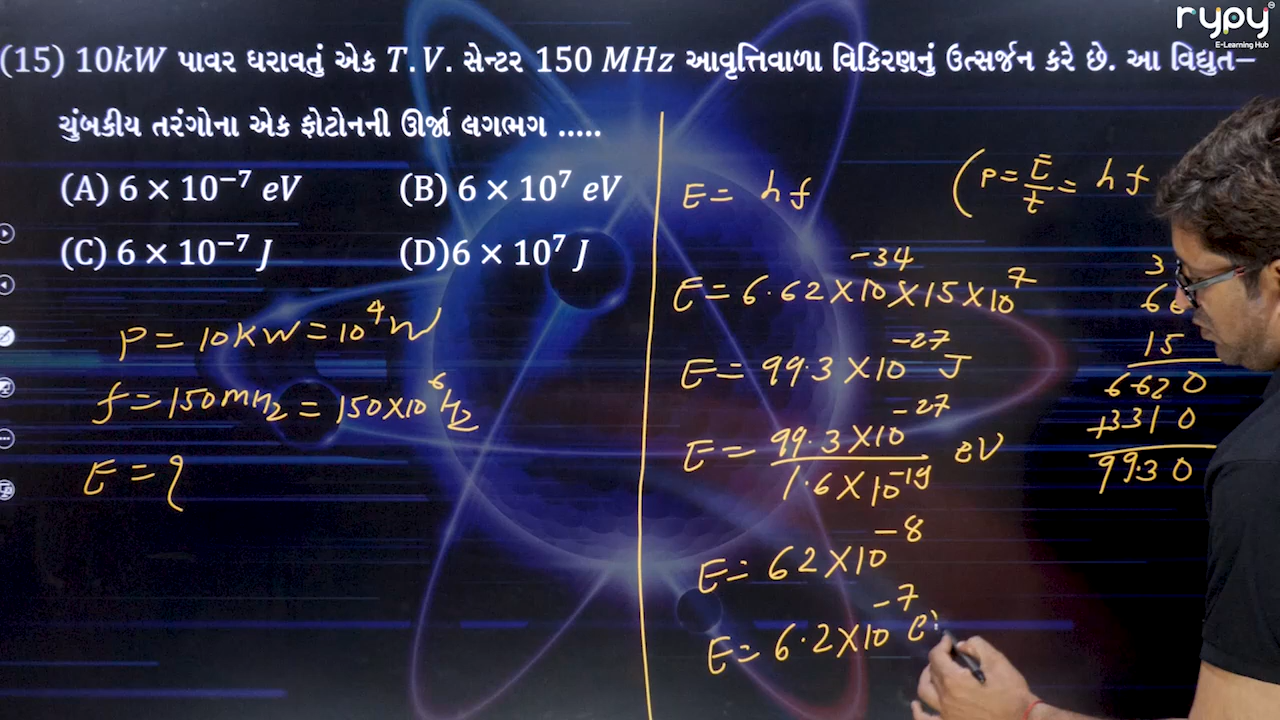 rypy
E-Learning Hub
(15) 10kW પાવર ધરાવતું એક T.V. સેન્ટર 150 MHz આવૃત્તિવાળા વિકિરણનું ઉત્સર્જન કરે છે. આ વિદ્યુત–
ચુંબકીય તરંગોના એક ફોટોનની ઊર્જા લગભગ .....
(A) 6 × 10⁻⁷ eV
(B) 6 × 10⁷ eV
(C) 6 × 10⁻⁷ J
(D) 6 × 10⁷ J
P = 10KW = 10⁴ W
f = 150 MHz = 150 X 10⁶ Hz
E = ?
E = hf
(P = E/t = hf
E = 6.62 X 10⁻³⁴ X 15 X 10⁷
E = 99.3 X 10⁻²⁷ J
E = 99.3 X 10⁻²⁷ / 1.6 X 10⁻¹⁹ eV
E = 62 X 10⁻⁸
E = 6.2 X 10⁻⁷ e
15
6620
+3310
99.30